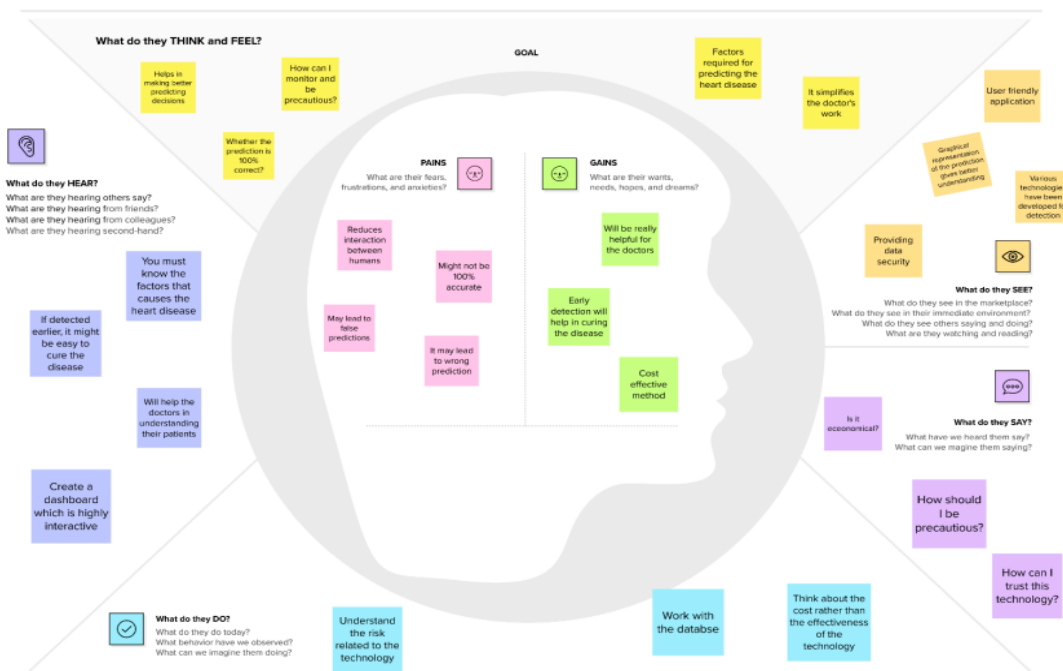 What do they THINK and FEEL?
GOAL
Helps in
making better
predicting
decisions
How can I
monitor and
be
precautious?
Whether the
prediction is
100%
correct?
Factors
required for
predicting the
heart disease
It simplifies
the doctor's
work
User friendly
application
Graphical
representation
of the prediction
gives better
understanding
Various
technologie
have been
developed fo
detection
Providing
data
security
What do they SEE?
What do they see in the marketplace?
What do they see in their immediate environment?
What do they see others saying and doing?
What are they watching and reading?
What do they HEAR?
What are they hearing others say?
What are they hearing from friends?
What are they hearing from colleagues?
What are they hearing second-hand?
You must
know the
factors that
causes the
heart disease
If detected
earlier, it might
be easy to
cure the
disease
Will help the
doctors in
understanding
their patients
Create a
dashboard
which is highly
interactive
PAINS
What are their fears,
frustrations, and anxieties?
Reduces
interaction
between
humans
Might not be
100%
accurate
May lead to
false
predictions
It may lead
to wrong
prediction
GAINS
What are their wants,
needs, hopes, and dreams?
Will be really
helpful for
the doctors
Early
detection will
help in curing
the disease
Cost
effective
method
What do they SAY?
What have we heard them say?
What can we magine them saying?
Is it
eceonomical?
How should
I be
precautious?
How can I
trust this
technology?
What do they DO?
What do they do today?
What behavior have we observed?
What can we imagine them doing?
Understand
the risk
related to the
technology
Work with
the databse
Think about the
cost rather than
the
effectiveness of
the technology